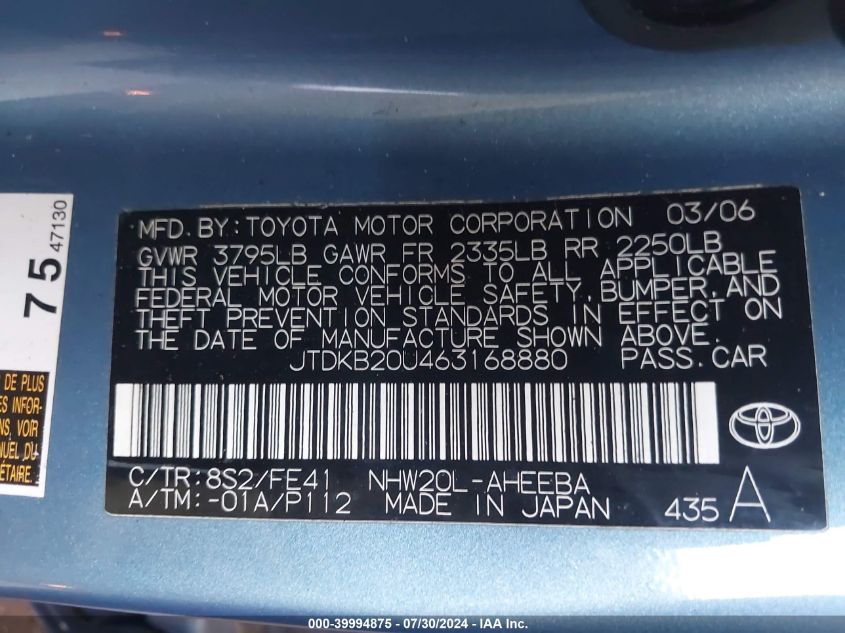 MFD. BY: TOYOTA MOTOR CORPORATION 03/06
GVWR 3795LB GAWR FR 2335LB RR 2250LB
THIS VEHICLE CONFORMS TO ALL APPLICABLE
FEDERAL MOTOR VEHICLE SAFETY, BUMPER, AND
THEFT PREVENTION STANDARDS IN EFFECT ON
THE DATE OF MANUFACTURE SHOWN ABOVE.
JTDKB20U463168880 PASS. CAR
C/TR: 8S2/FE41 NHW20L-AHEEBA
A/TM: -01A/P112 MADE IN JAPAN 435 A
75 47130
DE PLUS
ES INFOR-
NS, VOIR
NUEL DU
ÉTAIRE.
000-39994875 / 07/30/2024 - IAA Inc.